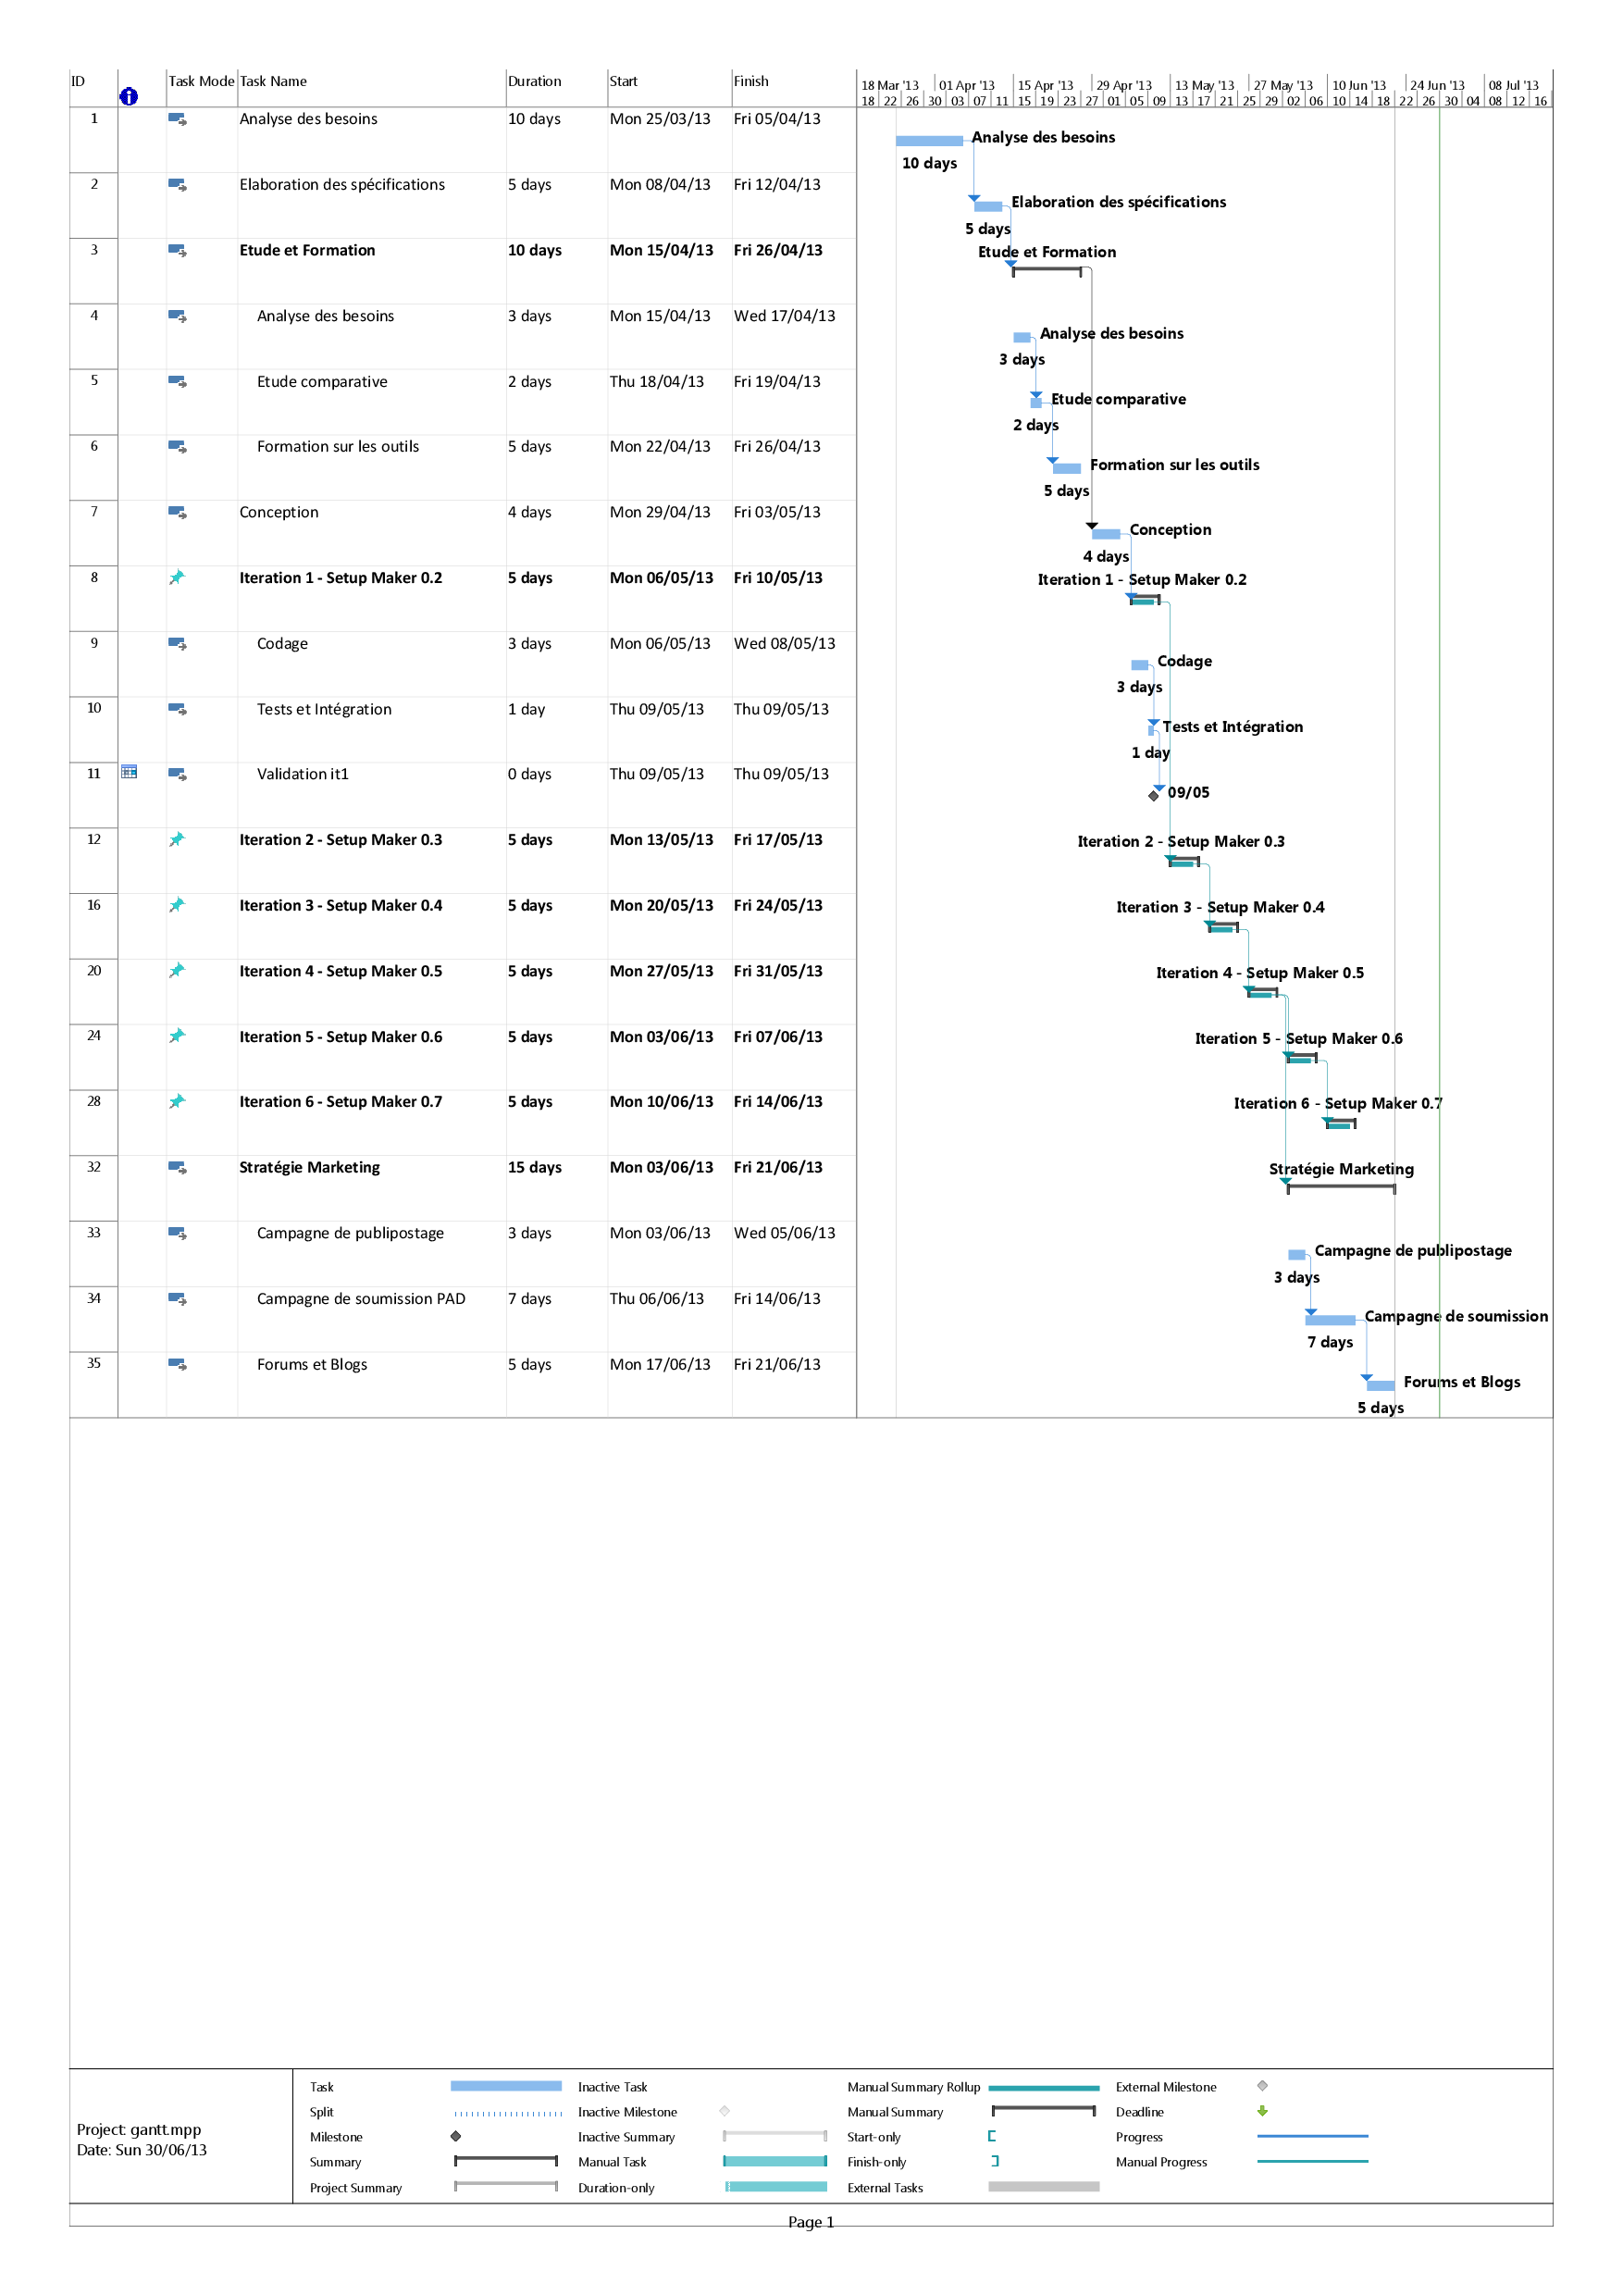 ID Task Mode Task Name Duration Start Finish
18 Mar '13 01 Apr '13 15 Apr '13 29 Apr '13 13 May '13 27 May '13 10 Jun '13 24 Jun '13 08 Jul '13
18 22 26 30 03 07 11 15 19 23 27 01 05 09 13 17 21 25 29 02 06 10 14 18 22 26 30 04 08 12 16
1 Analyse des besoins 10 days Mon 25/03/13 Fri 05/04/13
Analyse des besoins
10 days
2 Elaboration des spécifications 5 days Mon 08/04/13 Fri 12/04/13
Elaboration des spécifications
5 days
3 Etude et Formation 10 days Mon 15/04/13 Fri 26/04/13
Etude et Formation
4 Analyse des besoins 3 days Mon 15/04/13 Wed 17/04/13
Analyse des besoins
3 days
5 Etude comparative 2 days Thu 18/04/13 Fri 19/04/13
Etude comparative
2 days
6 Formation sur les outils 5 days Mon 22/04/13 Fri 26/04/13
Formation sur les outils
5 days
7 Conception 4 days Mon 29/04/13 Fri 03/05/13
Conception
4 days
8 Iteration 1 - Setup Maker 0.2 5 days Mon 06/05/13 Fri 10/05/13
Iteration 1 - Setup Maker 0.2
9 Codage 3 days Mon 06/05/13 Wed 08/05/13
Codage
3 days
10 Tests et Intégration 1 day Thu 09/05/13 Thu 09/05/13
Tests et Intégration
1 day
11 Validation it1 0 days Thu 09/05/13 Thu 09/05/13
09/05
12 Iteration 2 - Setup Maker 0.3 5 days Mon 13/05/13 Fri 17/05/13
Iteration 2 - Setup Maker 0.3
16 Iteration 3 - Setup Maker 0.4 5 days Mon 20/05/13 Fri 24/05/13
Iteration 3 - Setup Maker 0.4
20 Iteration 4 - Setup Maker 0.5 5 days Mon 27/05/13 Fri 31/05/13
Iteration 4 - Setup Maker 0.5
24 Iteration 5 - Setup Maker 0.6 5 days Mon 03/06/13 Fri 07/06/13
Iteration 5 - Setup Maker 0.6
28 Iteration 6 - Setup Maker 0.7 5 days Mon 10/06/13 Fri 14/06/13
Iteration 6 - Setup Maker 0.7
32 Stratégie Marketing 15 days Mon 03/06/13 Fri 21/06/13
Stratégie Marketing
33 Campagne de publipostage 3 days Mon 03/06/13 Wed 05/06/13
Campagne de publipostage
3 days
34 Campagne de soumission PAD 7 days Thu 06/06/13 Fri 14/06/13
Campagne de soumission
7 days
35 Forums et Blogs 5 days Mon 17/06/13 Fri 21/06/13
Forums et Blogs
5 days
Project: gantt.mpp
Date: Sun 30/06/13
Task Inactive Task Manual Summary Rollup External Milestone
Split Inactive Milestone Manual Summary Deadline
Milestone Inactive Summary Start-only Progress
Summary Manual Task Finish-only Manual Progress
Project Summary Duration-only External Tasks
Page 1